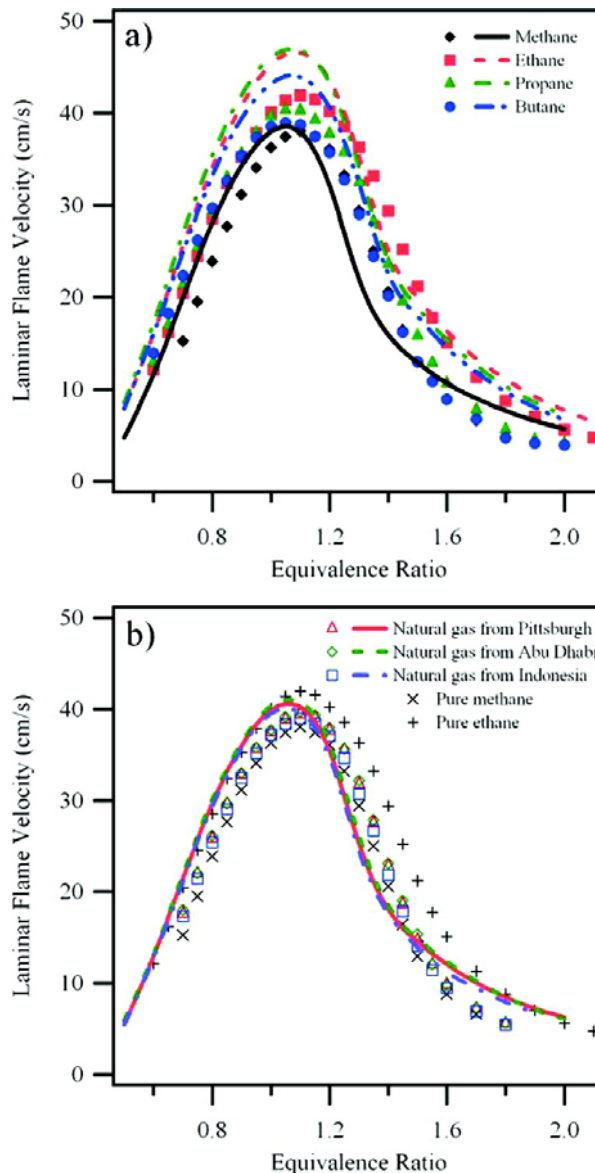 a)
Methane
Ethane
Propane
Butane
50
40
30
20
10
0
Laminar Flame Velocity (cm/s)
0.8
1.2
1.6
2.0
Equivalence Ratio
b)
Natural gas from Pittsburgh
Natural gas from Abu Dhabi
Natural gas from Indonesia
Pure methane
Pure ethane
50
40
30
20
10
0
Laminar Flame Velocity (cm/s)
0.8
1.2
1.6
2.0
Equivalence Ratio